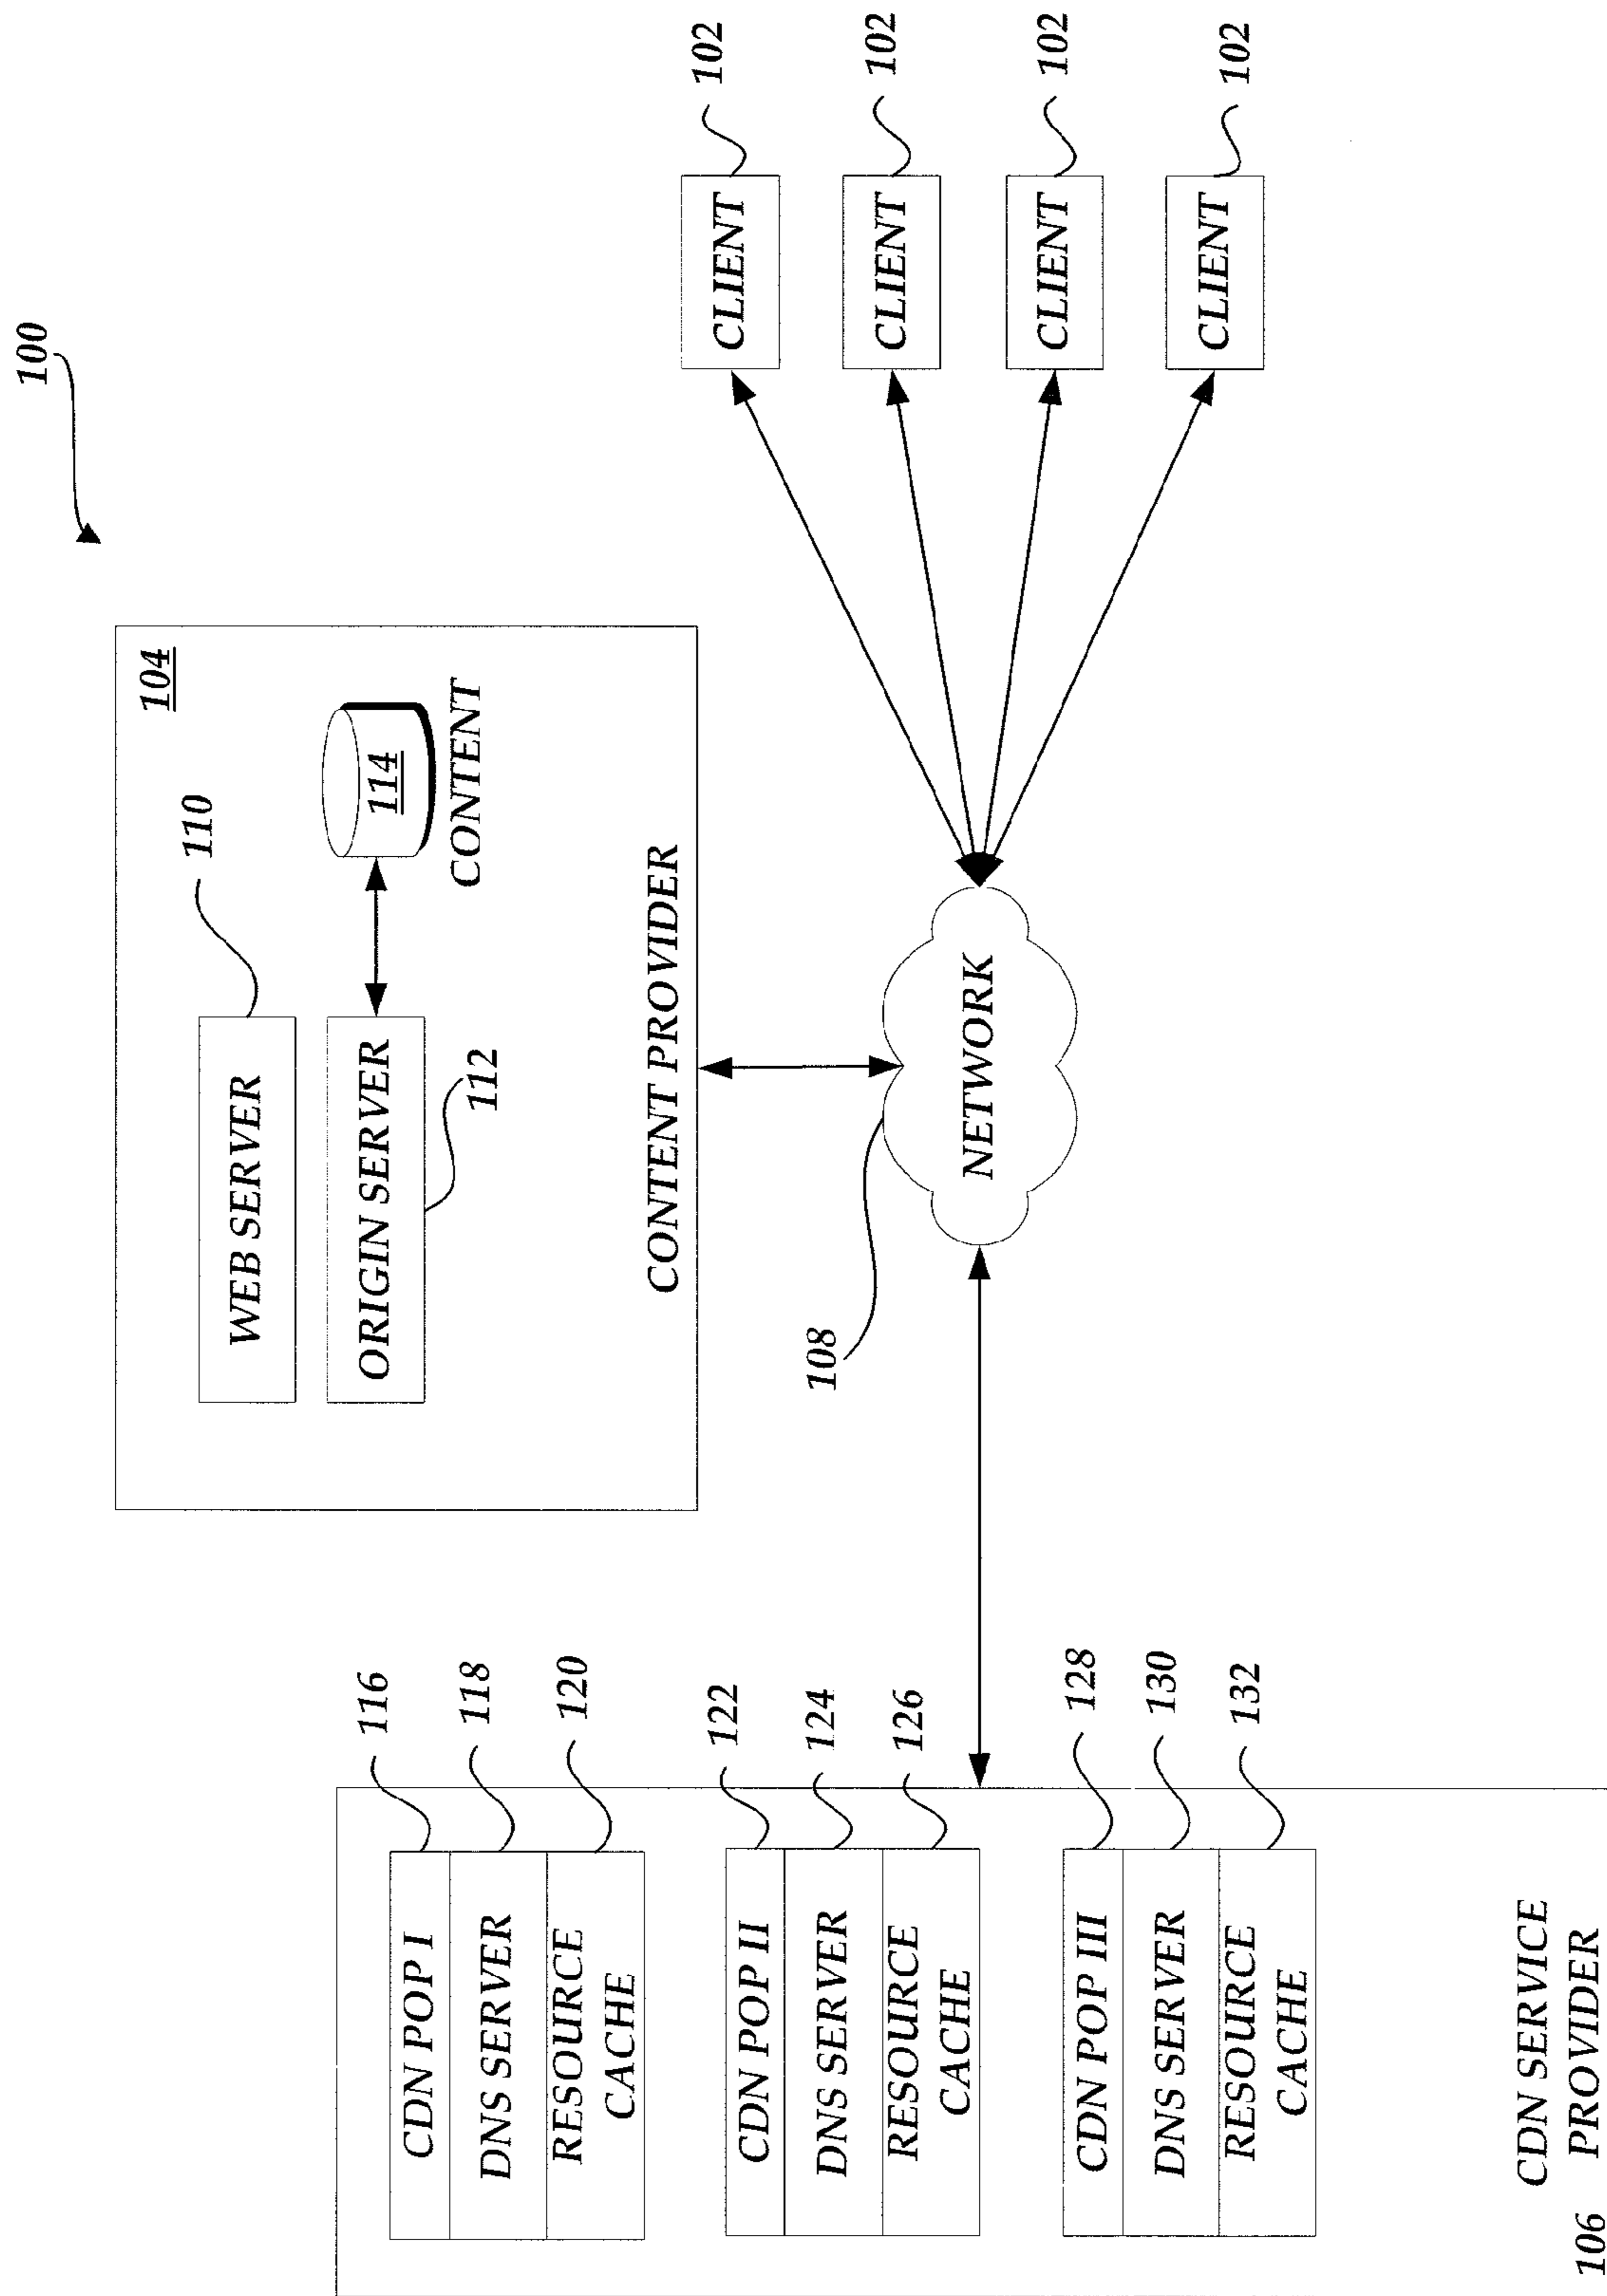 100
104
110
WEB SERVER
ORIGIN SERVER
112
114
CONTENT
CONTENT PROVIDER
102
CLIENT
102
CLIENT
102
CLIENT
102
CLIENT
108
NETWORK
116
CDN POP I
118
DNS SERVER
120
RESOURCE
CACHE
122
CDN POP II
124
DNS SERVER
126
RESOURCE
CACHE
128
CDN POP III
130
DNS SERVER
132
RESOURCE
CACHE
CDN SERVICE
106 PROVIDER